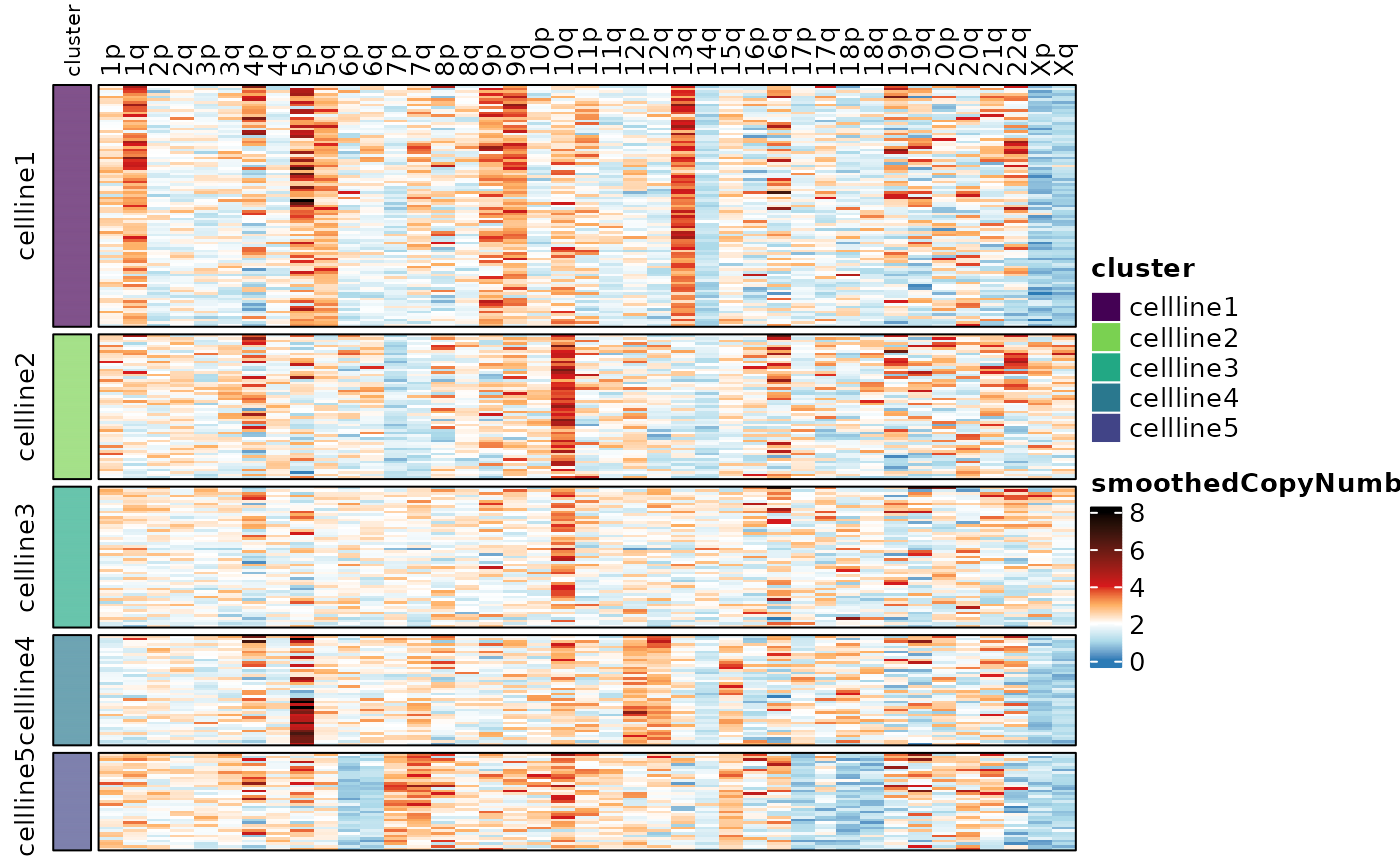 cluster
1p 1q 2p 2q 3p 3q 4p 4q 5p 5q 6p 6q 7p 7q 8p 8q 9p 9q 10p 10q 11p 11q 12p 12q 13q 14q 15q 16p 16q 17p 17q 18p 18q 19p 19q 20p 20q 21q 22q Xp Xq
cellline1
cellline2
cellline3
cellline4
cellline5
cluster
cellline1
cellline2
cellline3
cellline4
cellline5
smoothedCopyNumb
8
6
4
2
0